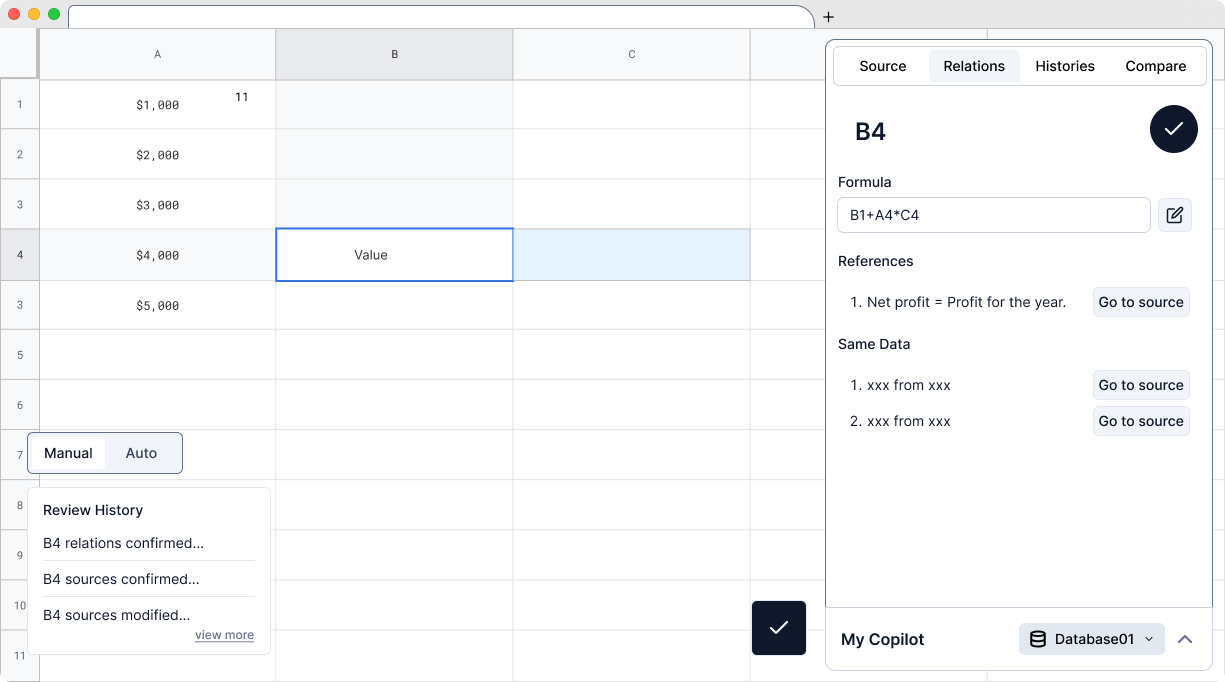 +
A B C
1 $1,000 11
2 $2,000
3 $3,000
4 $4,000 Value
3 $5,000
5
6
7
8
9
10
11
Manual Auto
Review History
B4 relations confirmed...
B4 sources confirmed...
B4 sources modified...
view more
Source Relations Histories Compare
B4
Formula
B1+A4*C4
References
1. Net profit = Profit for the year. Go to source
Same Data
1. xxx from xxx Go to source
2. xxx from xxx Go to source
My Copilot Database01